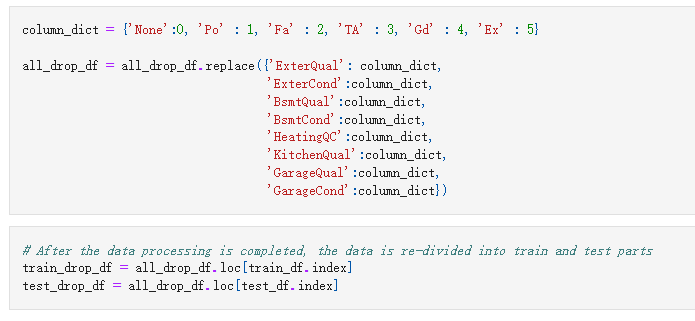 column_dict = {'None':0, 'Po' : 1, 'Fa' : 2, 'TA' : 3, 'Gd' : 4, 'Ex' : 5}
all_drop_df = all_drop_df.replace({'ExterQual': column_dict,
'ExterCond':column_dict,
'BsmtQual':column_dict,
'BsmtCond':column_dict,
'HeatingQC':column_dict,
'KitchenQual':column_dict,
'GarageQual':column_dict,
'GarageCond':column_dict})
# After the data processing is completed, the data is re-divided into train and test parts
train_drop_df = all_drop_df.loc[train_df.index]
test_drop_df = all_drop_df.loc[test_df.index]